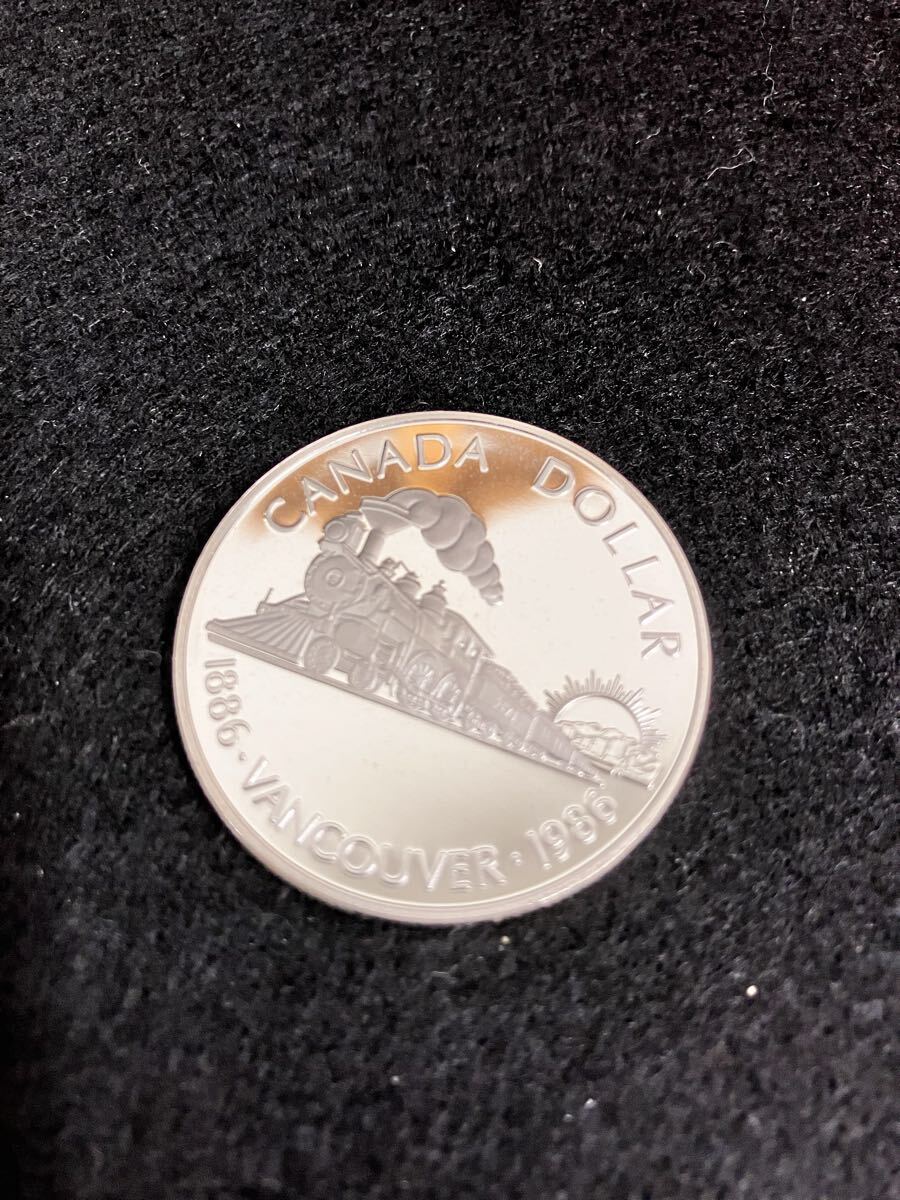 CANADA DOLLAR
1886 · VANCOUVER · 1986